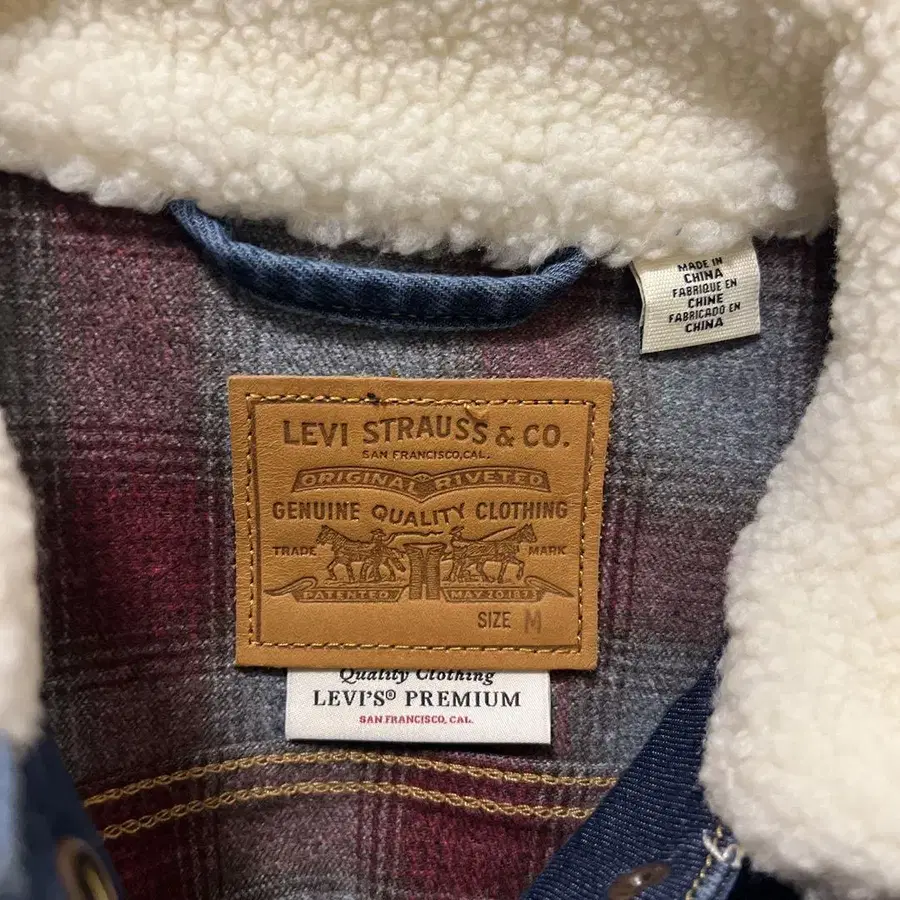 MADE IN
CHINA
FABRIQUE EN
CHINE
FABRICADO EN
CHINA
LEVI STRAUSS & CO.
SAN FRANCISCO, CAL.
ORIGINAL RIVETED
GENUINE QUALITY CLOTHING
TRADE MARK
PATENTED MAY 20 1873
SIZE M
Quality Clothing
LEVI'S® PREMIUM
SAN FRANCISCO, CAL.